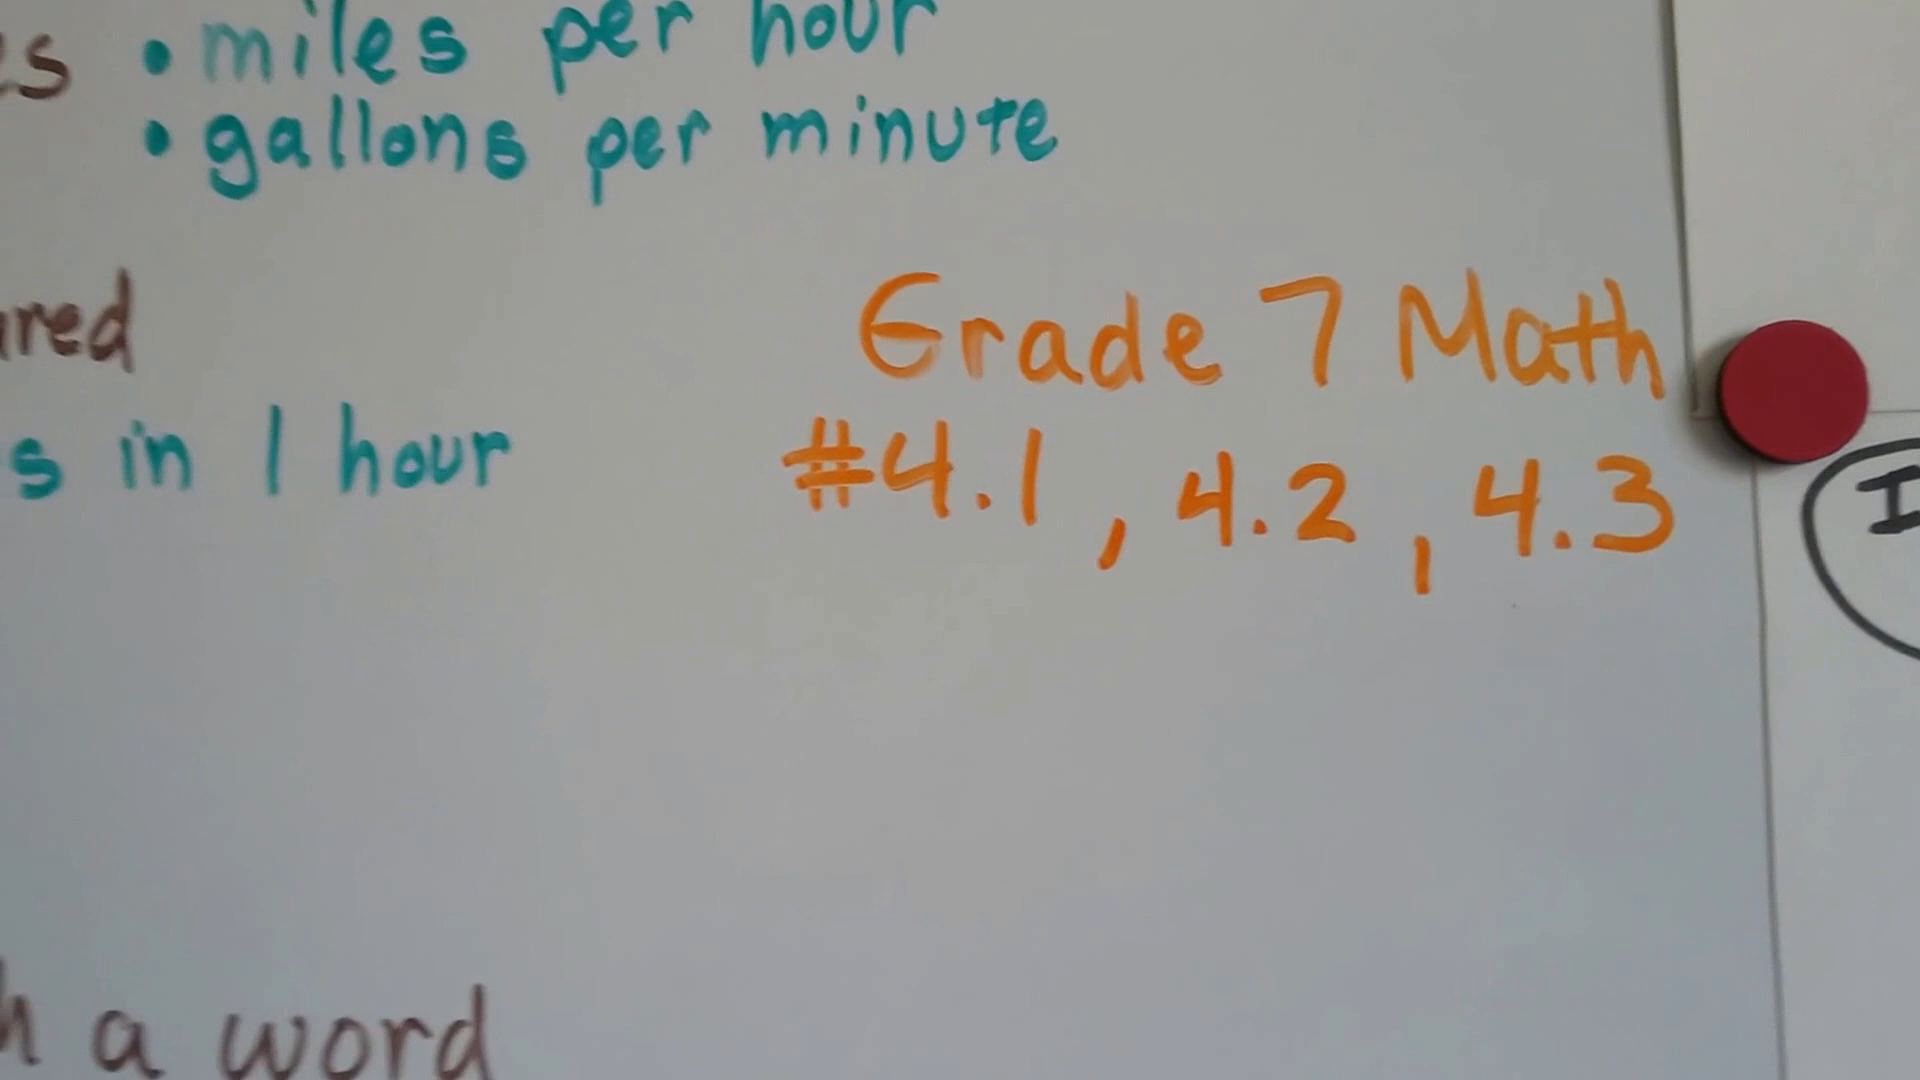 • miles per hour
• gallons per minute
Grade 7 Math
#4.1, 4.2, 4.3
in 1 hour
a word